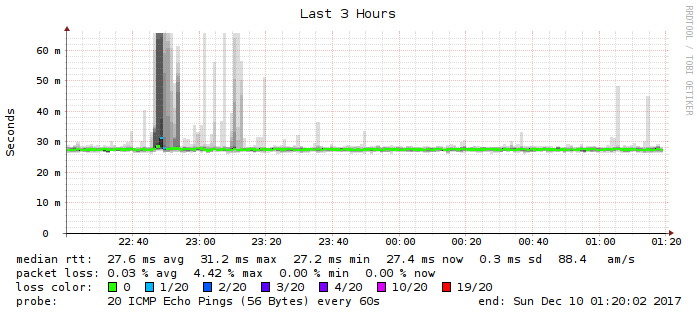 Last 3 Hours
RRDTOOL / TOBI OETIKER
Seconds
60 m
50 m
40 m
30 m
20 m
10 m
0
22:40 23:00 23:20 23:40 00:00 00:20 00:40 01:00 01:20
median rtt: 27.6 ms avg 31.2 ms max 27.2 ms min 27.4 ms now 0.3 ms sd 88.4 am/s
packet loss: 0.03 % avg 4.42 % max 0.00 % min 0.00 % now
loss color: 0 1/20 2/20 3/20 4/20 10/20 19/20
probe: 20 ICMP Echo Pings (56 Bytes) every 60s end: Sun Dec 10 01:20:02 2017